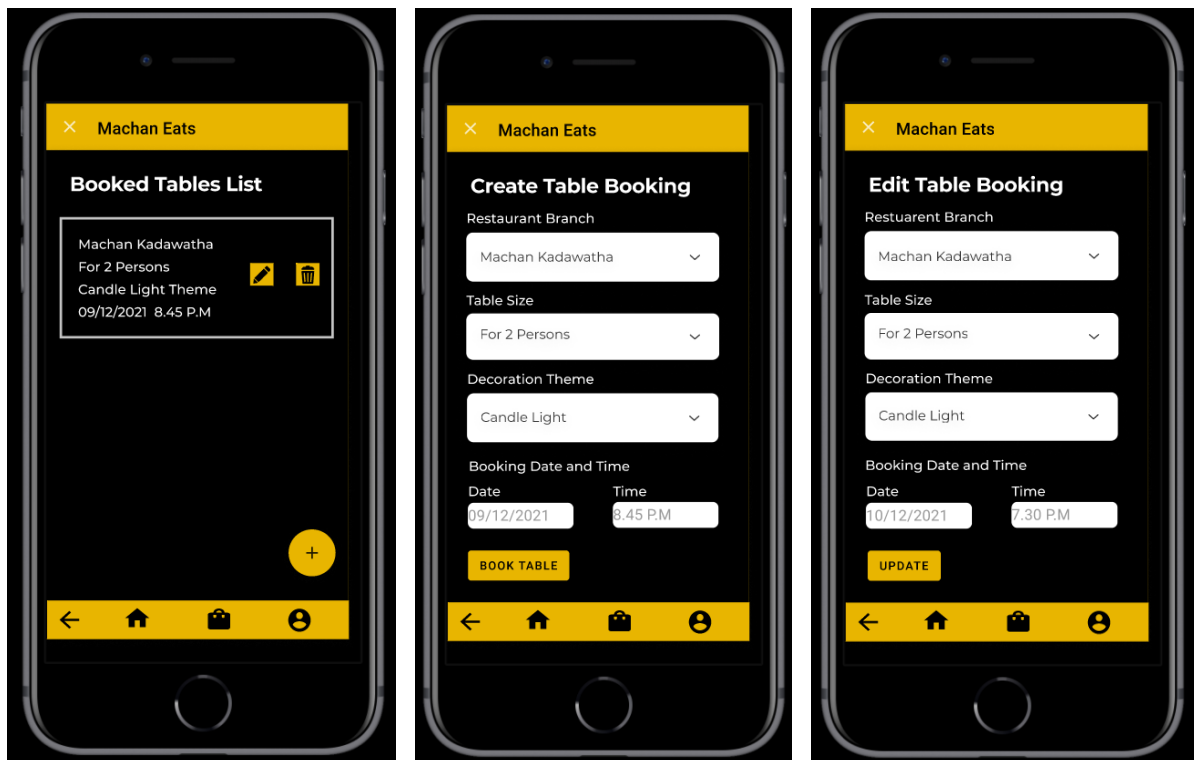 Machan Eats
Booked Tables List
Machan Kadawatha
For 2 Persons
Candle Light Theme
09/12/2021 8.45 P.M
Machan Eats
Create Table Booking
Restaurant Branch
Machan Kadawatha
Table Size
For 2 Persons
Decoration Theme
Candle Light
Booking Date and Time
Date Time
09/12/2021 8.45 P.M
BOOK TABLE
Machan Eats
Edit Table Booking
Restuarent Branch
Machan Kadawatha
Table Size
For 2 Persons
Decoration Theme
Candle Light
Booking Date and Time
Date Time
10/12/2021 7.30 P.M
UPDATE